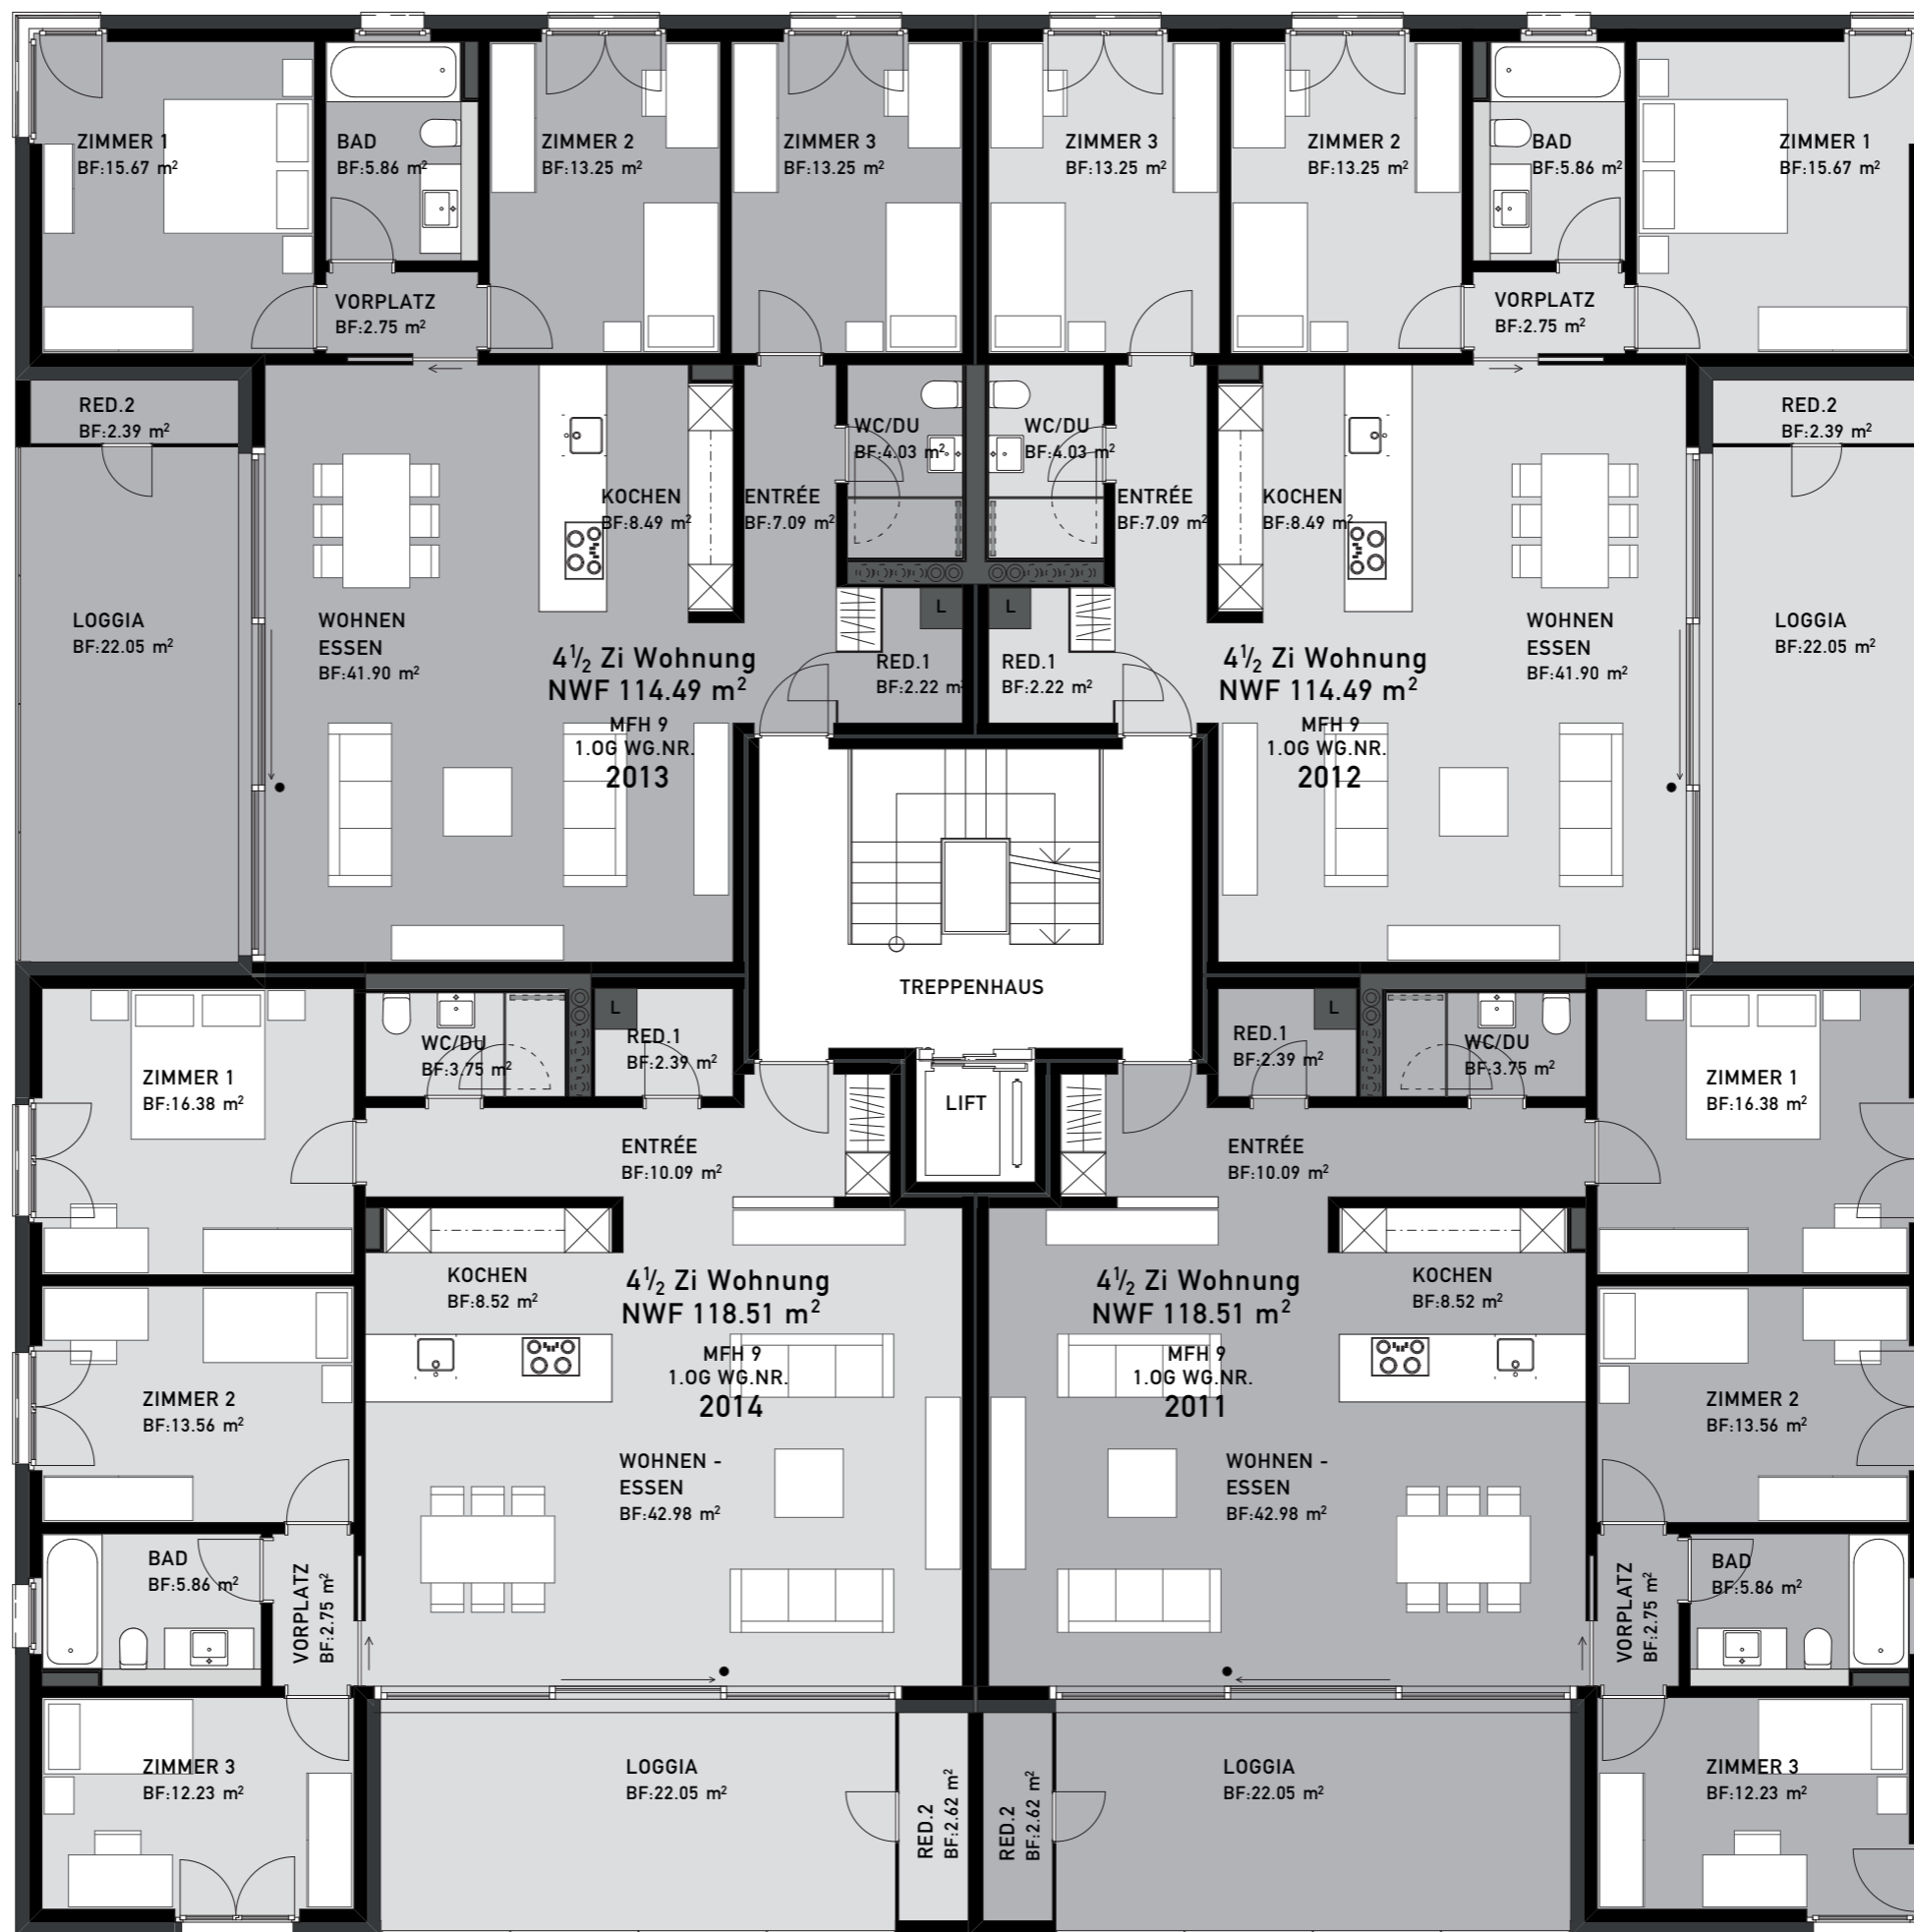 ZIMMER 1
BF:15.67 m²
BAD
BF:5.86 m²
ZIMMER 2
BF:13.25 m²
ZIMMER 3
BF:13.25 m²
ZIMMER 3
BF:13.25 m²
ZIMMER 2
BF:13.25 m²
BAD
BF:5.86 m²
ZIMMER 1
BF:15.67 m²
VORPLATZ
BF:2.75 m²
VORPLATZ
BF:2.75 m²
RED.2
BF:2.39 m²
WC/DU
BF:4.03 m²
WC/DU
BF:4.03 m²
RED.2
BF:2.39 m²
KOCHEN
BF:8.49 m²
ENTRÉE
BF:7.09 m²
ENTRÉE
BF:7.09 m²
KOCHEN
BF:8.49 m²
LOGGIA
BF:22.05 m²
WOHNEN
ESSEN
BF:41.90 m²
L
L
WOHNEN
ESSEN
BF:41.90 m²
LOGGIA
BF:22.05 m²
4½ Zi Wohnung
NWF 114.49 m²
MFH 9
1.OG WG.NR.
2013
RED.1
BF:2.22 m²
RED.1
BF:2.22 m²
4½ Zi Wohnung
NWF 114.49 m²
MFH 9
1.OG WG.NR.
2012
TREPPENHAUS
L
L
WC/DU
BF:3.75 m²
RED.1
BF:2.39 m²
RED.1
BF:2.39 m²
WC/DU
BF:3.75 m²
ZIMMER 1
BF:16.38 m²
LIFT
ZIMMER 1
BF:16.38 m²
ENTRÉE
BF:10.09 m²
ENTRÉE
BF:10.09 m²
KOCHEN
BF:8.52 m²
4½ Zi Wohnung
NWF 118.51 m²
MFH 9
1.OG WG.NR.
2014
4½ Zi Wohnung
NWF 118.51 m²
MFH 9
1.OG WG.NR.
2011
KOCHEN
BF:8.52 m²
ZIMMER 2
BF:13.56 m²
ZIMMER 2
BF:13.56 m²
WOHNEN -
ESSEN
BF:42.98 m²
WOHNEN -
ESSEN
BF:42.98 m²
BAD
BF:5.86 m²
VORPLATZ
BF:2.75 m²
VORPLATZ
BF:2.75 m²
BAD
BF:5.86 m²
ZIMMER 3
BF:12.23 m²
LOGGIA
BF:22.05 m²
RED.2
BF:2.62 m²
RED.2
BF:2.62 m²
LOGGIA
BF:22.05 m²
ZIMMER 3
BF:12.23 m²